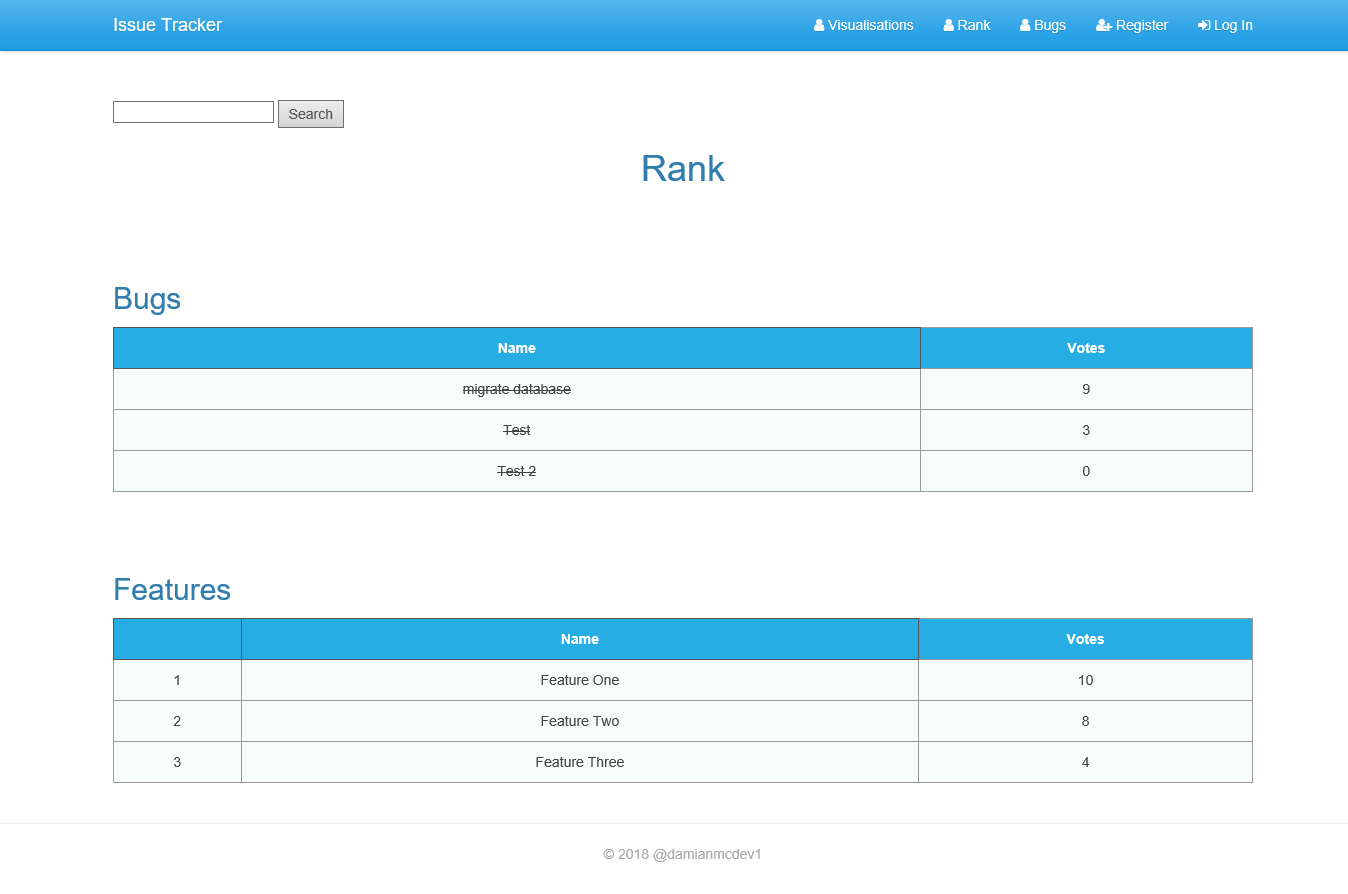 Issue Tracker Visualisations Rank Bugs Register Log In
Search
Rank
Bugs
Name Votes
migrate database 9
Test 3
Test 2 0
Features
Name Votes
1 Feature One 10
2 Feature Two 8
3 Feature Three 4
© 2018 @damianmcdev1